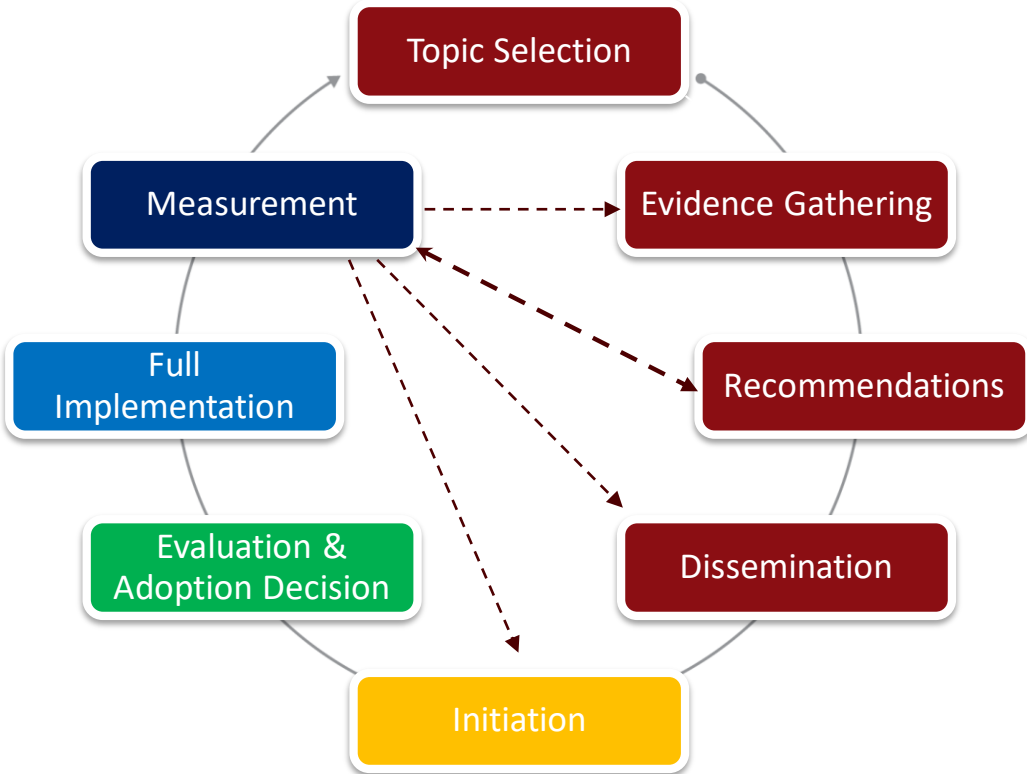 Topic Selection
Measurement
Evidence Gathering
Full
Implementation
Recommendations
Evaluation &
Adoption Decision
Dissemination
Initiation